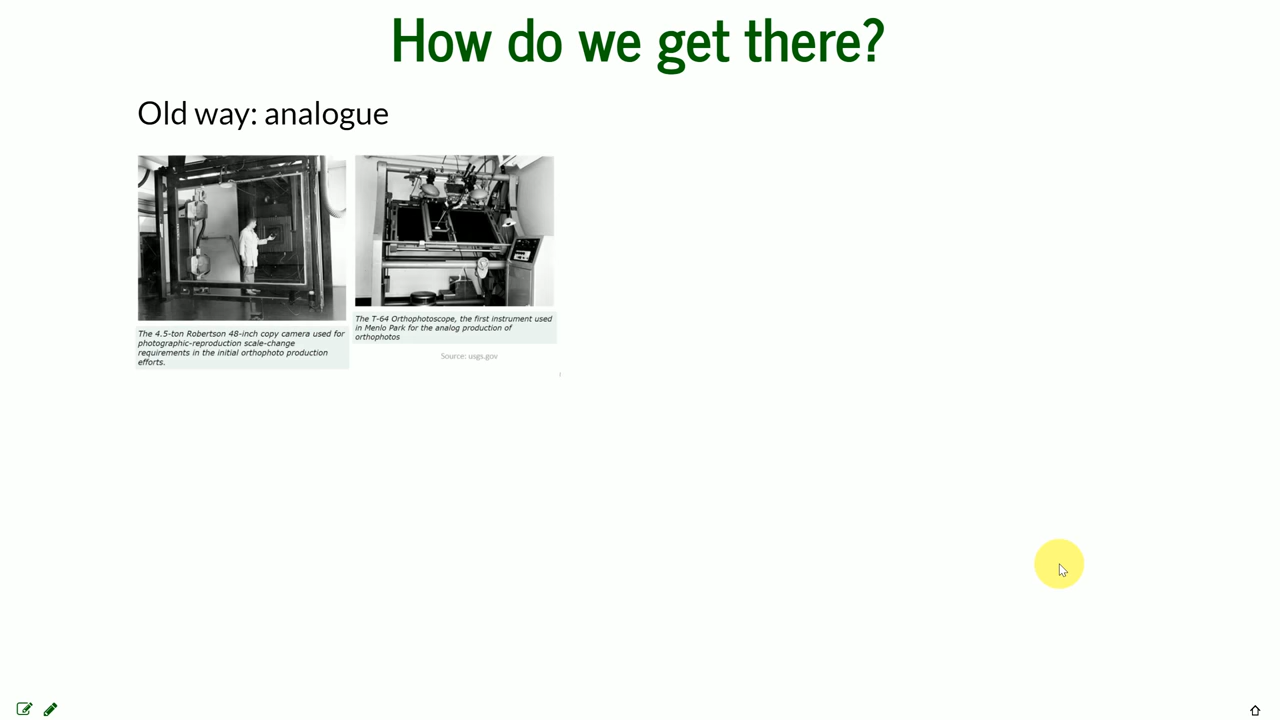 How do we get there?
Old way: analogue
The 4.5-ton Robertson 48-inch copy camera used for
photographic-reproduction scale-change
requirements in the initial orthophoto production
efforts.
The T-64 Orthophotoscope, the first instrument used
in Menlo Park for the analog production of
orthophotos
Source: usgs.gov